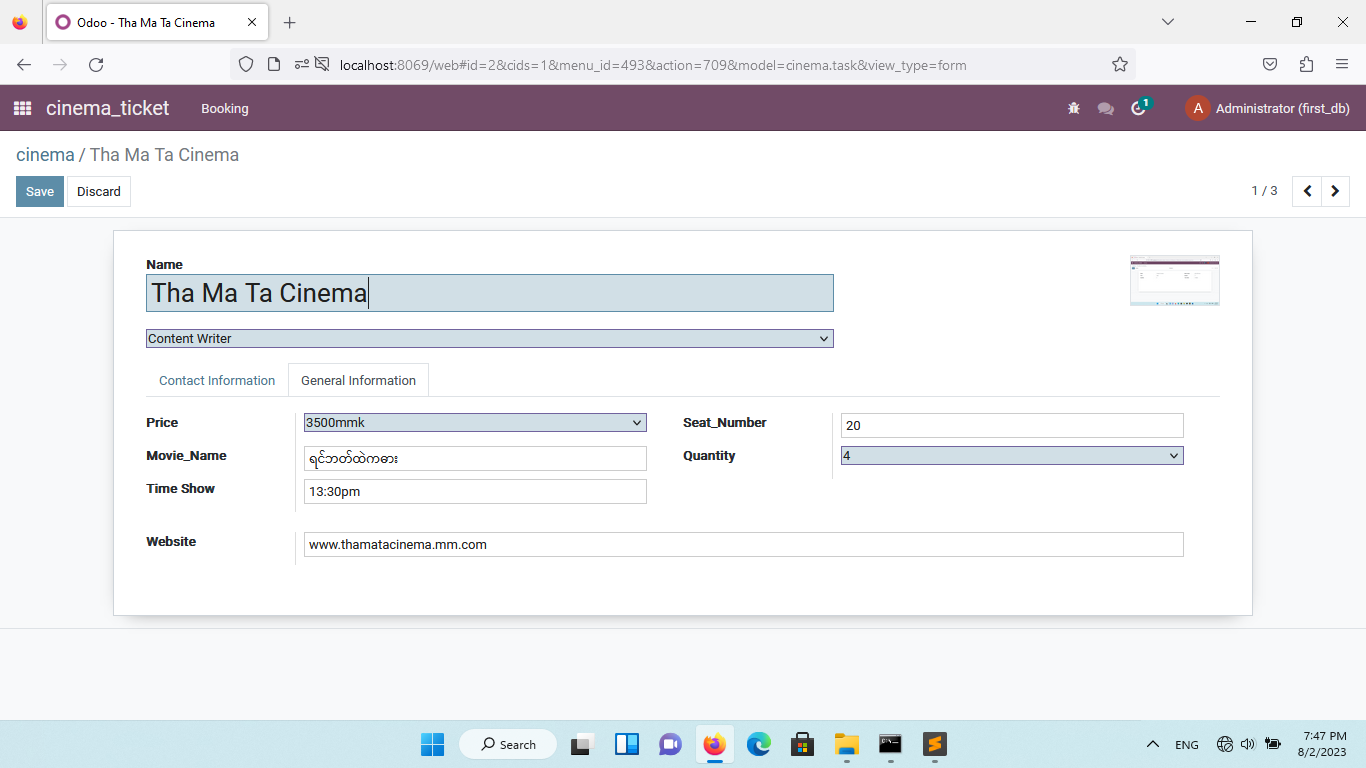 Odoo - Tha Ma Ta Cinema
localhost:8069/web#id=2&cids=1&menu_id=493&action=709&model=cinema.task&view_type=form
cinema_ticket Booking 1 A Administrator (first_db)
cinema / Tha Ma Ta Cinema
Save Discard 1 / 3
Name
Tha Ma Ta Cinema
Content Writer
Contact Information General Information
Price 3500mmk Seat_Number 20
Movie_Name ရင်ဘတ်ထဲကဓား Quantity 4
Time Show 13:30pm
Website www.thamatacinema.mm.com
Search ENG 7:47 PM
8/2/2023